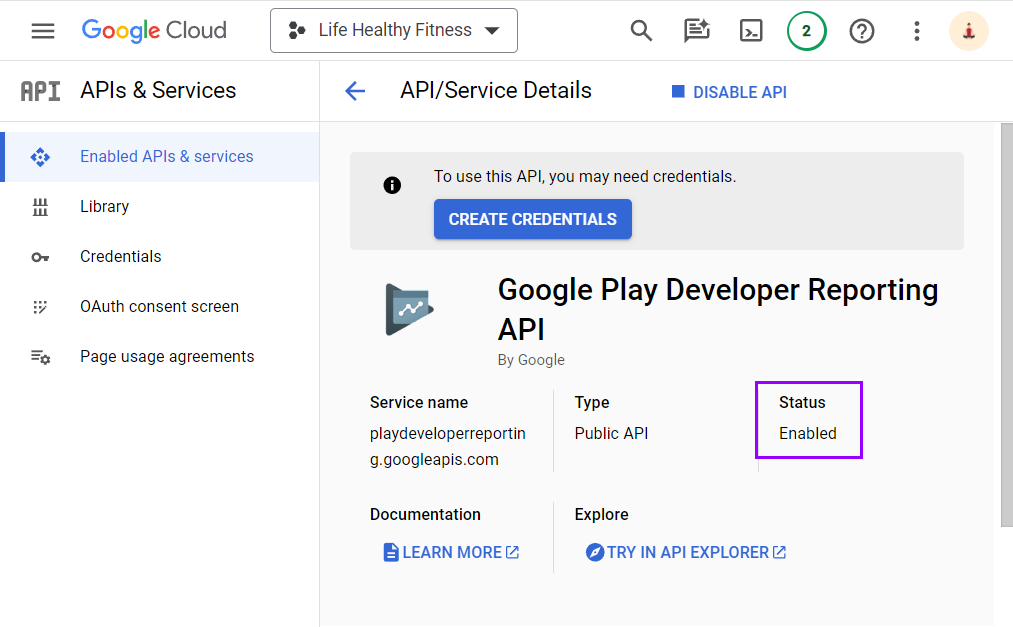 Google Cloud
Life Healthy Fitness
2
API
APIs & Services
API/Service Details
DISABLE API
Enabled APIs & services
Library
Credentials
OAuth consent screen
Page usage agreements
To use this API, you may need credentials.
CREATE CREDENTIALS
Google Play Developer Reporting
API
By Google
Service name
playdeveloperreportin
g.googleapis.com
Type
Public API
Status
Enabled
Documentation
LEARN MORE
Explore
TRY IN API EXPLORER